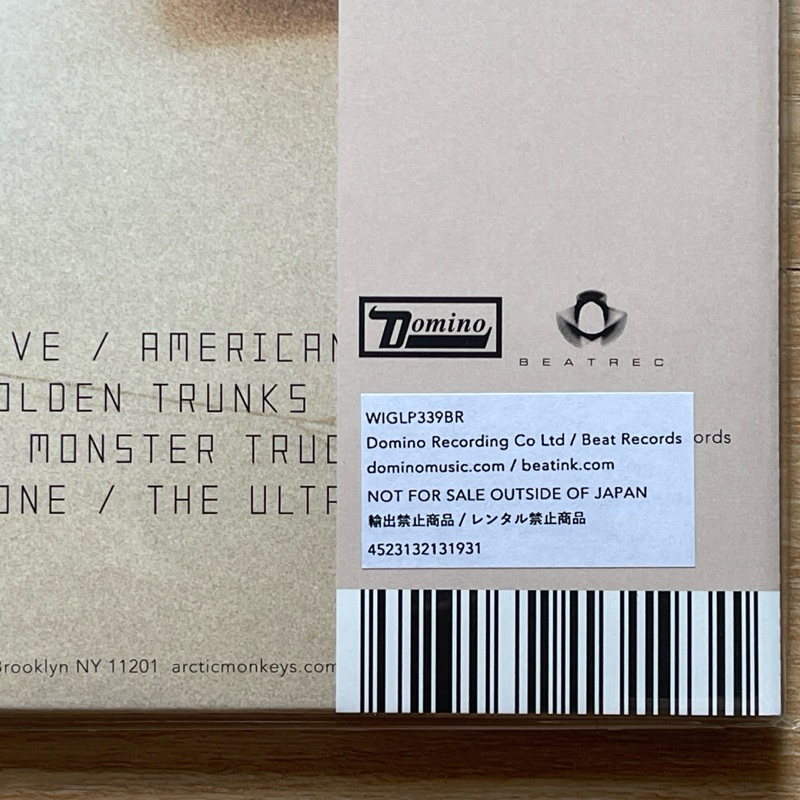 VE / AMERICAN
OLDEN TRUNKS
MONSTER TRUC
ONE / THE ULTR
Brooklyn NY 11201 arcticmonkeys.com
Domino
BEATREC
WIGLP339BR
Domino Recording Co Ltd / Beat Records
ords
dominomusic.com / beatink.com
NOT FOR SALE OUTSIDE OF JAPAN
輸出禁止商品 / レンタル禁止商品
4523132131931